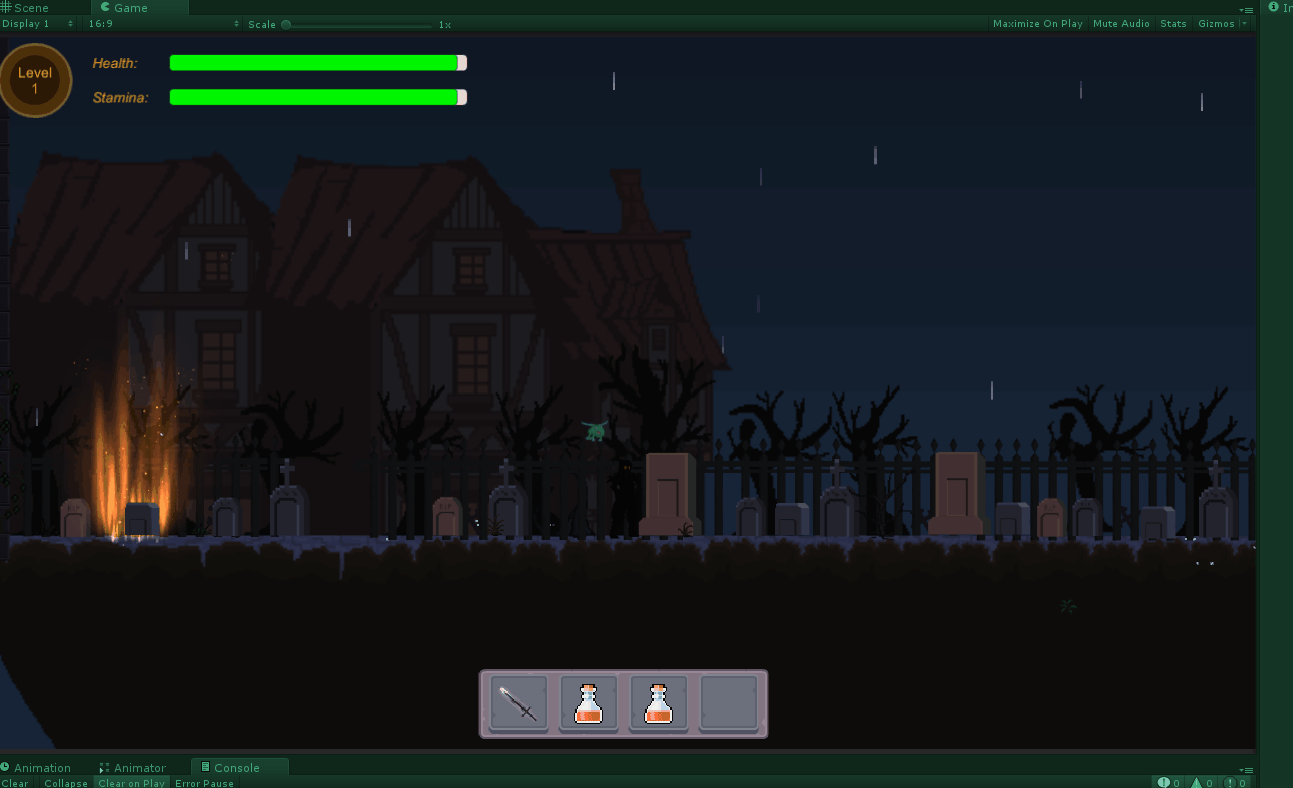 Scene
Game
In
Display 1
16:9
Scale
1x
Maximize On Play
Mute Audio
Stats
Gizmos
Level
1
Health:
Stamina:
Animation
Animator
Console
Clear
Collapse
Clear on Play
Error Pause
0
0
0